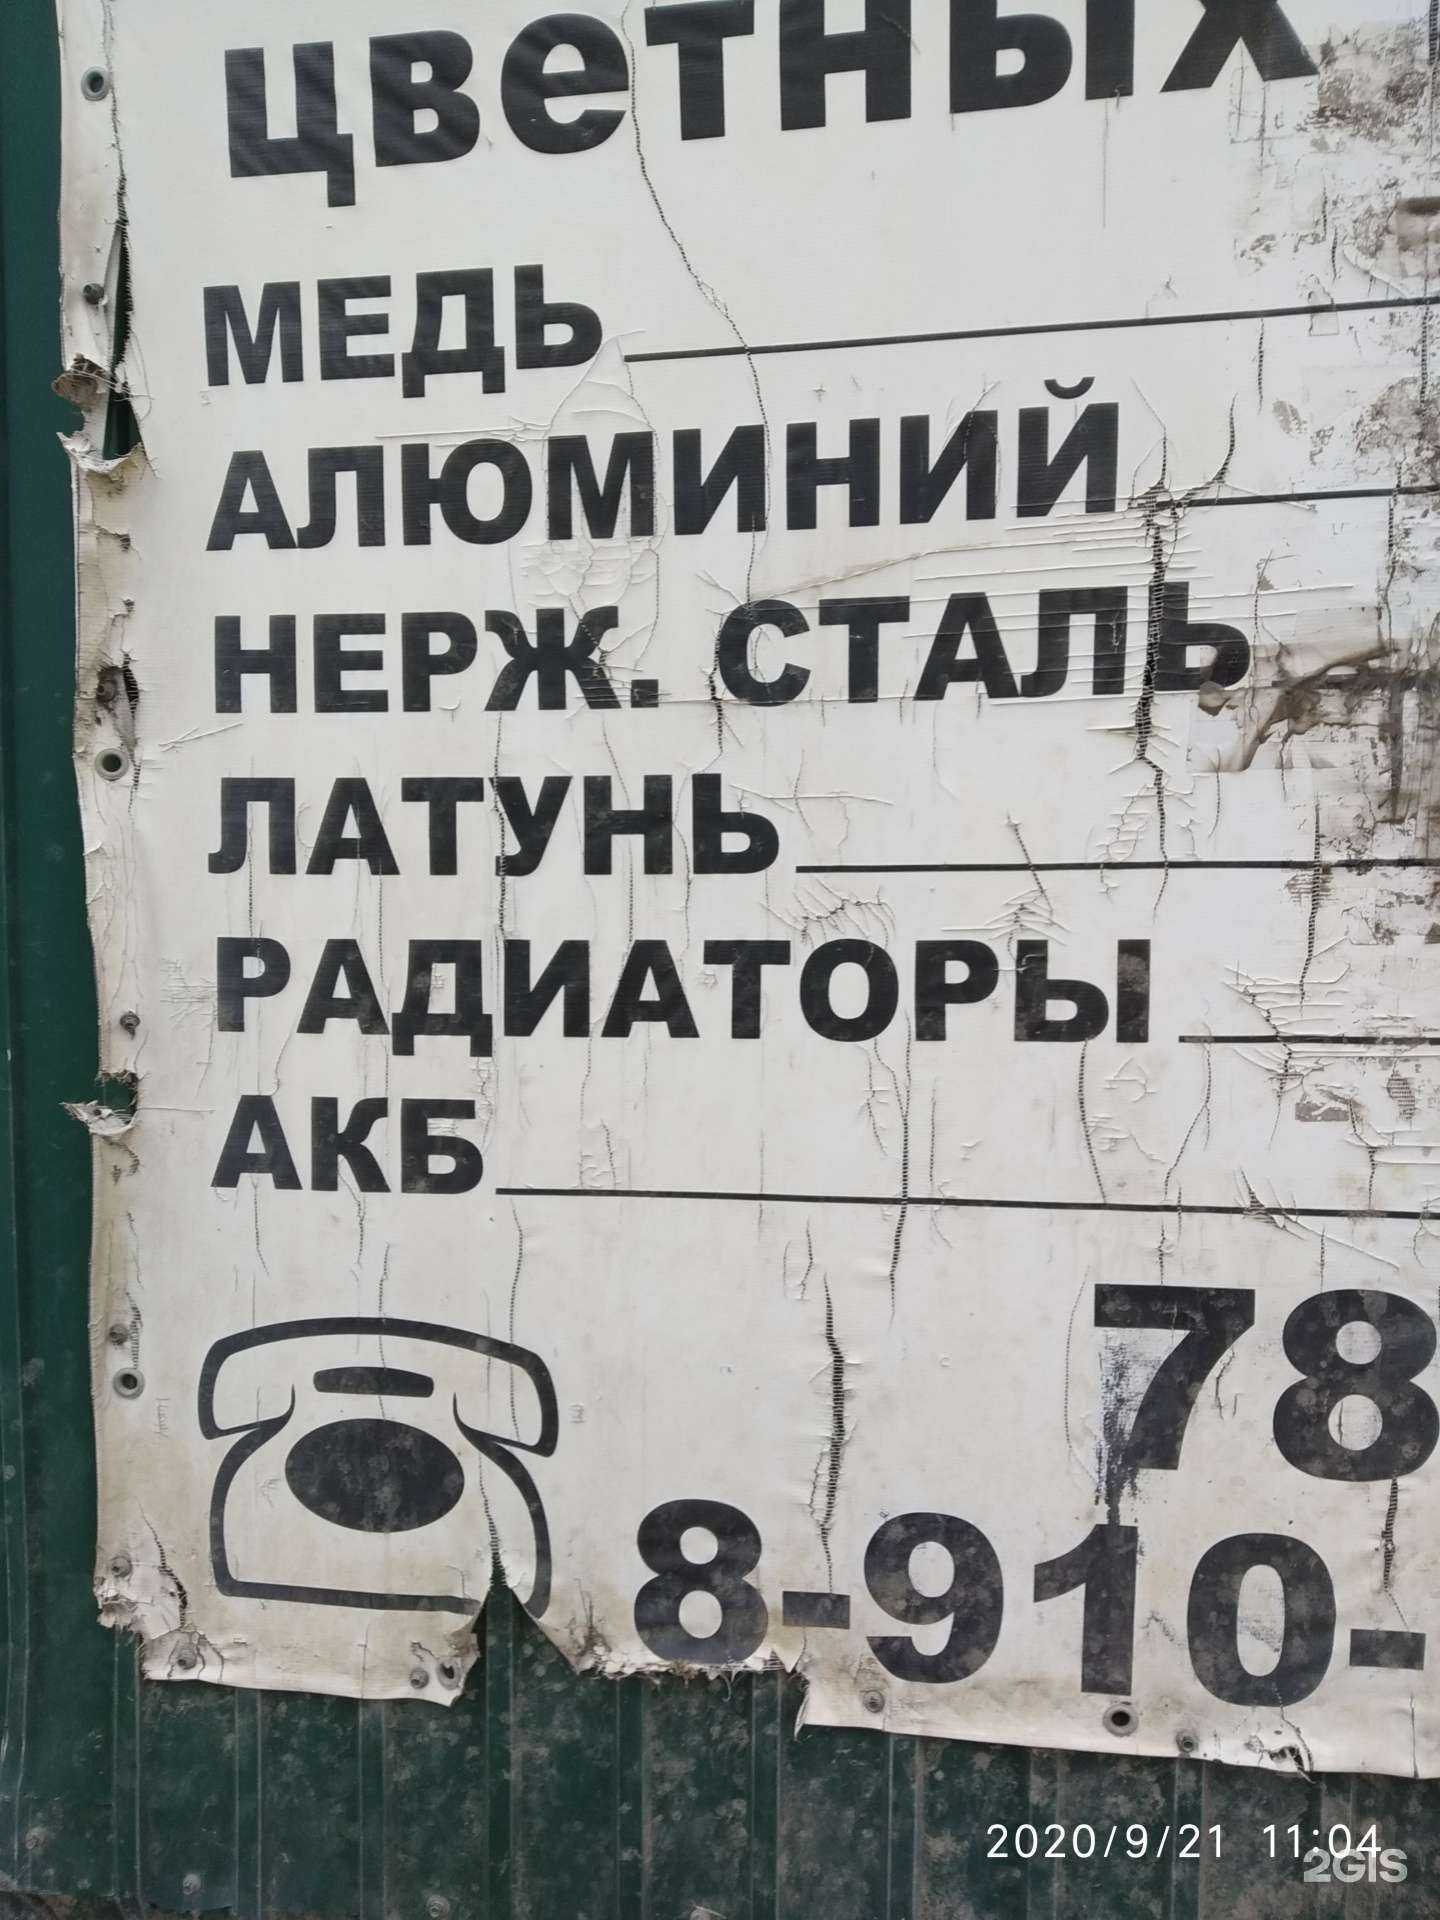 цветных
МЕДЬ
АЛЮМИНИЙ
НЕРЖ. СТАЛЬ
ЛАТУНЬ
РАДИАТОРЫ
АКБ
78
8-910-
2020/9/21 11:04
2GIS